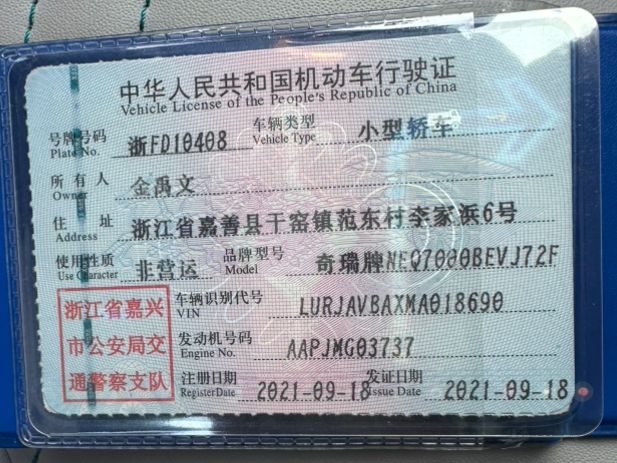 中华人民共和国机动车行驶证
Vehicle License of the People's Republic of China
号牌号码 浙FD10408 车辆类型 小型轿车
Plate No. Vehicle Type
所有人 金禹文
Owner
住址 浙江省嘉善县干窑镇范东村李家浜6号
Address
使用性质 非营运 品牌型号 奇瑞牌NEQ7000BEVJ72F
Use Character Model
浙江省嘉兴市公安局交通警察支队
车辆识别代号 LURJAVBAXMA018690
VIN
发动机号码 AAPJMG03737
Engine No.
注册日期 2021-09-18 发证日期 2021-09-18
Register Date Issue Date